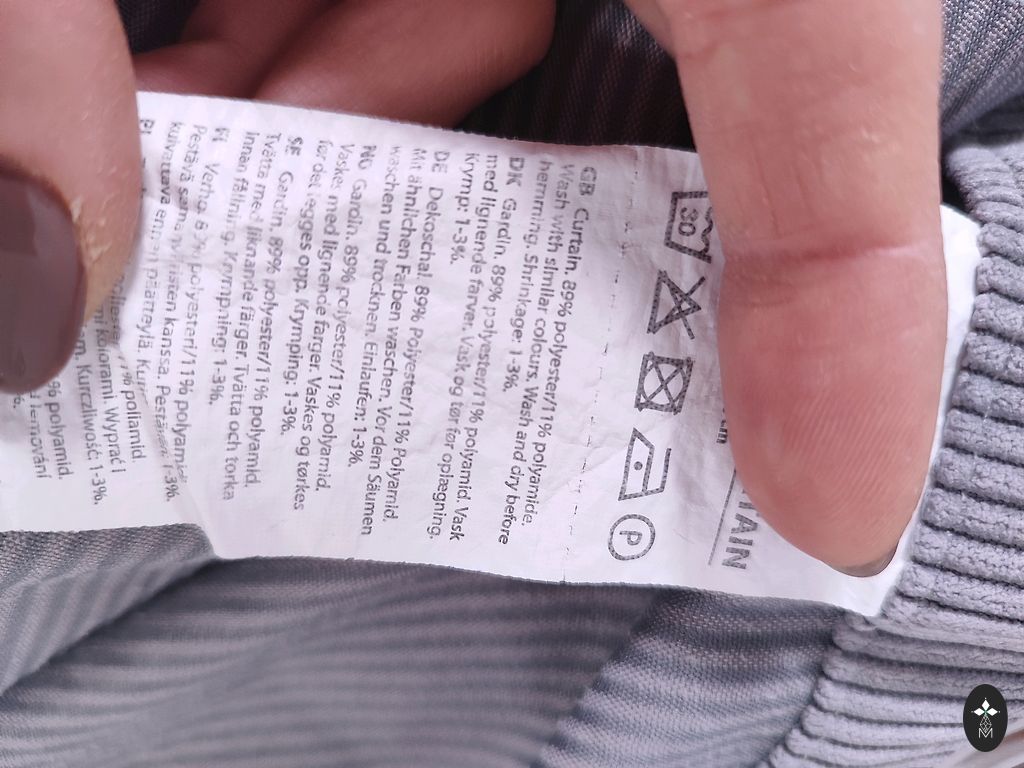 30
P
TAIN
GB Curtain. 89% polyester/11% polyamide.
Wash with similar colours. Wash and dry before
hemming. Shrinkage: 1-3%.
DK Gardin. 89% polyester/11% polyamid. Vask
med lignende farver. Vask og tør før oplægning.
Krymp: 1-3%.
DE Dekoschal. 89% Polyester/11% Polyamid.
Mit ähnlichen Farben waschen. Vor dem Säumen
waschen und trocknen. Einlaufen: 1-3%.
NO Gardin. 89% polyester/11% polyamid.
Vaskes med lignende farger. Vaskes og tørkes
før det legges opp. Krymping: 1-3%.
SE Gardin. 89% polyester/11% polyamid.
Tvätta med liknande färger. Tvätta och torka
innan fållning. Krympning: 1-3%.
FI Verho. 89% polyesteri/11% polyamidi.
Pestävä samanväristen kanssa. Pestävä
kuivattava ennen päärmäystä. Kutistuvuus: 1-3%.
PL poliester/11% poliamid.
kolorami. Wyprać i
Kurczliwość: 1-3%.
polyamid.
lemování